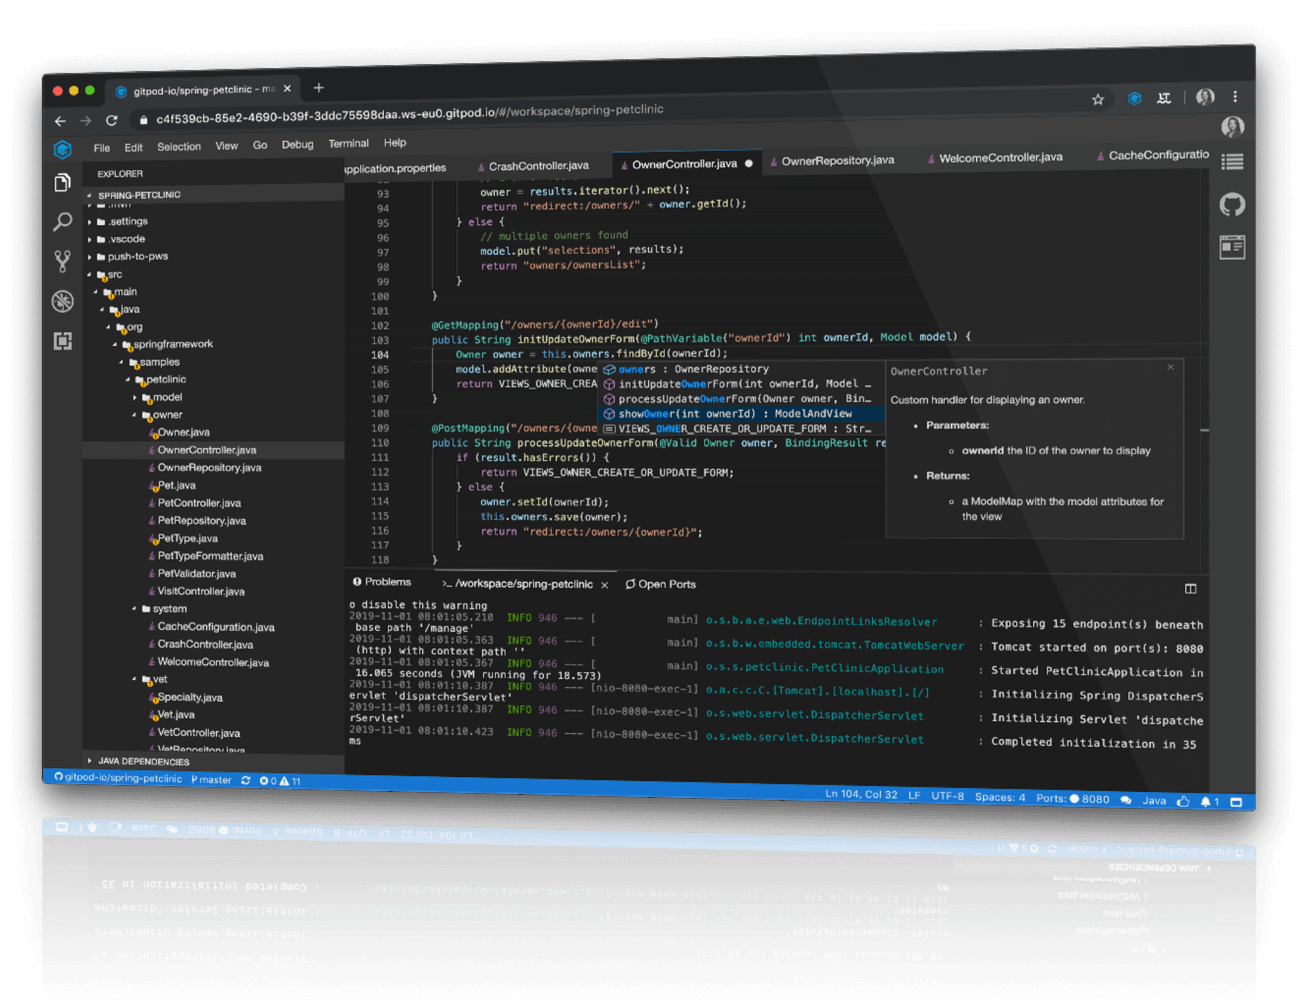 gitpod-io/spring-petclinic - ma
c4f539cb-85e2-4690-b39f-3ddc75598daa.ws-eu0.gitpod.io/#/workspace/spring-petclinic
File Edit Selection View Go Debug Terminal Help
EXPLORER
SPRING-PETCLINIC
.mvn
.settings
.vscode
push-to-pws
src
main
java
org
springframework
samples
petclinic
model
owner
Owner.java
OwnerController.java
OwnerRepository.java
Pet.java
PetController.java
PetRepository.java
PetType.java
PetTypeFormatter.java
PetValidator.java
VisitController.java
system
CacheConfiguration.java
CrashController.java
WelcomeController.java
vet
Specialty.java
Vet.java
VetController.java
VetRepository.java
JAVA DEPENDENCIES
application.properties CrashController.java OwnerController.java OwnerRepository.java WelcomeController.java CacheConfiguratio
93 owner = results.iterator().next();
94 return "redirect:/owners/" + owner.getId();
95 } else {
96 // multiple owners found
97 model.put("selections", results);
98 return "owners/ownersList";
99 }
100 }
101
102 @GetMapping("/owners/{ownerId}/edit")
103 public String initUpdateOwnerForm(@PathVariable("ownerId") int ownerId, Model model) {
104 Owner owner = this.owners.findById(ownerId);
105 model.addAttribute(owne
106 return VIEWS_OWNER_CREA
107 }
108
109 @PostMapping("/owners/{owne
110 public String processUpdateOwnerForm(@Valid Owner owner, BindingResult re
111 if (result.hasErrors()) {
112 return VIEWS_OWNER_CREATE_OR_UPDATE_FORM;
113 } else {
114 owner.setId(ownerId);
115 this.owners.save(owner);
116 return "redirect:/owners/{ownerId}";
117 }
118 }
owners : OwnerRepository
initUpdateOwnerForm(int ownerId, Model …
processUpdateOwnerForm(Owner owner, Bin…
showOwner(int ownerId) : ModelAndView
VIEWS_OWNER_CREATE_OR_UPDATE_FORM : Str…
OwnerController
Custom handler for displaying an owner.
Parameters:
ownerId the ID of the owner to display
Returns:
a ModelMap with the model attributes for
the view
Problems >_ /workspace/spring-petclinic Open Ports
o disable this warning
2019-11-01 08:01:05.210 INFO 946 --- [ main] o.s.b.a.e.web.EndpointLinksResolver : Exposing 15 endpoint(s) beneath
base path '/manage'
2019-11-01 08:01:05.363 INFO 946 --- [ main] o.s.b.w.embedded.tomcat.TomcatWebServer : Tomcat started on port(s): 8080
(http) with context path ''
2019-11-01 08:01:05.367 INFO 946 --- [ main] o.s.s.petclinic.PetClinicApplication : Started PetClinicApplication in
16.065 seconds (JVM running for 18.573)
2019-11-01 08:01:10.387 INFO 946 --- [nio-8080-exec-1] o.a.c.c.C.[Tomcat].[localhost].[/] : Initializing Spring DispatcherS
ervlet 'dispatcherServlet'
2019-11-01 08:01:10.387 INFO 946 --- [nio-8080-exec-1] o.s.web.servlet.DispatcherServlet : Initializing Servlet 'dispatche
rServlet'
2019-11-01 08:01:10.423 INFO 946 --- [nio-8080-exec-1] o.s.web.servlet.DispatcherServlet : Completed initialization in 35
ms
gitpod-io/spring-petclinic master 0 11 Ln 104, Col 32 LF UTF-8 Spaces: 4 Ports: 8080 Java 1